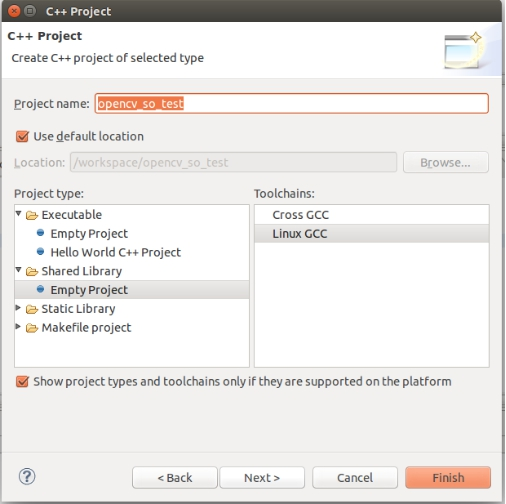 C++ Project
C++ Project
Create C++ project of selected type
Project name: opencv_so_test
Use default location
Location: /workspace/opencv_so_test Browse...
Project type: Toolchains:
Executable Cross GCC
Empty Project Linux GCC
Hello World C++ Project
Shared Library
Empty Project
Static Library
Makefile project
Show project types and toolchains only if they are supported on the platform
? < Back Next > Cancel Finish